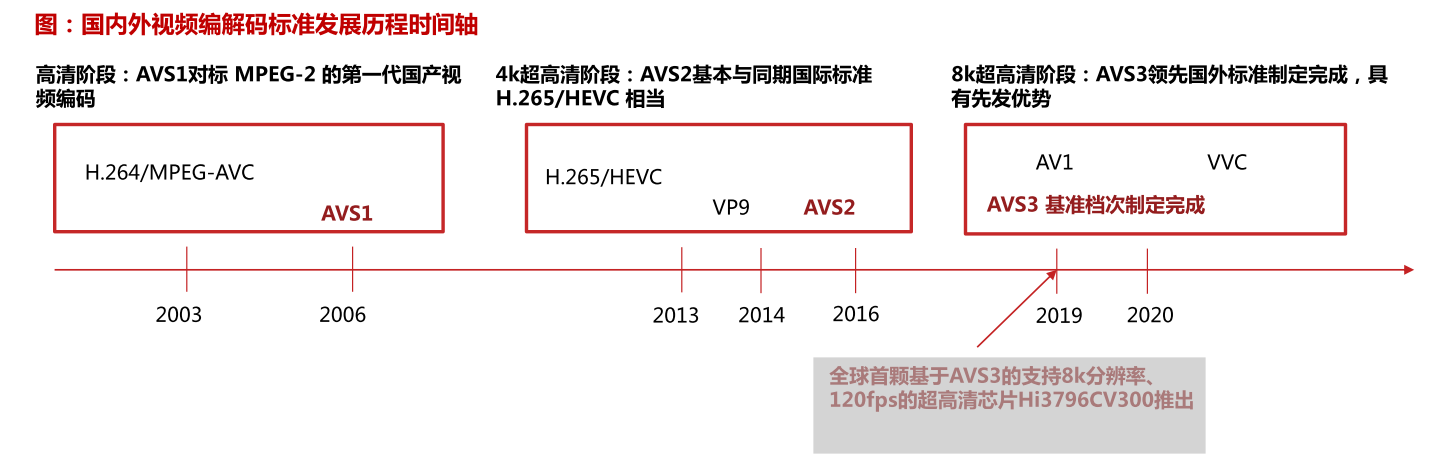 图：国内外视频编解码标准发展历程时间轴
高清阶段：AVS1对标 MPEG-2 的第一代国产视
频编码
4k超高清阶段：AVS2基本与同期国际标准
H.265/HEVC 相当
8k超高清阶段：AVS3领先国外标准制定完成，具
有先发优势
H.264/MPEG-AVC
AVS1
H.265/HEVC
VP9
AVS2
AV1
VVC
AVS3 基准档次制定完成
2003
2006
2013
2014
2016
2019
2020
全球首颗基于AVS3的支持8k分辨率、
120fps的超高清芯片Hi3796CV300推出